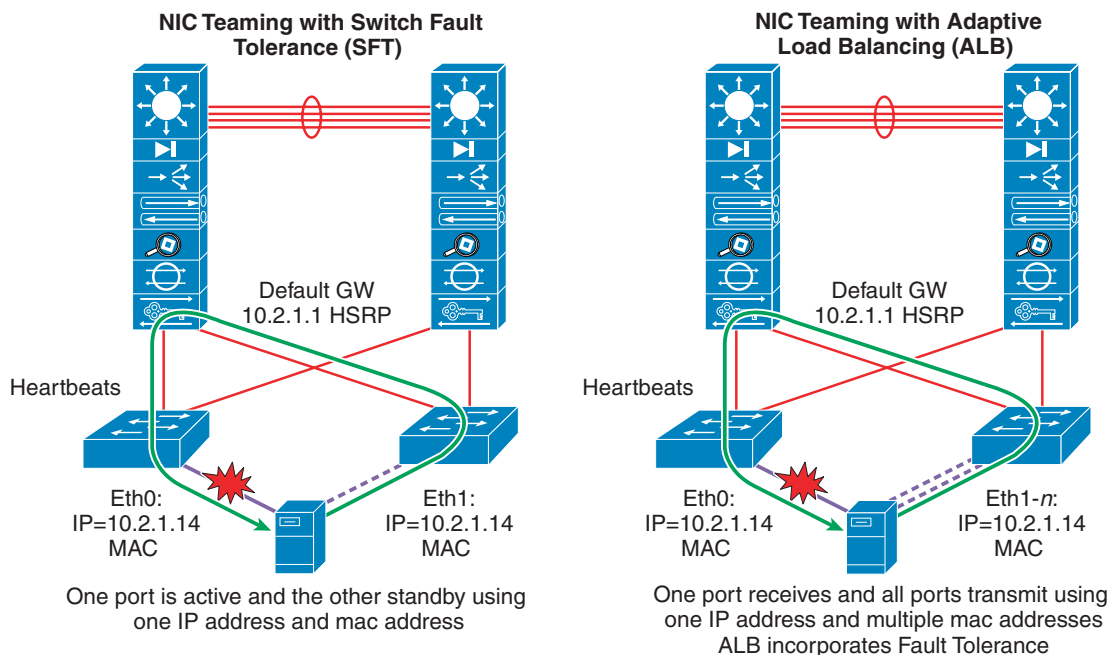 NIC Teaming with Switch Fault
Tolerance (SFT)
Default GW
10.2.1.1 HSRP
Heartbeats
Eth0:
IP=10.2.1.14
MAC
Eth1:
IP=10.2.1.14
MAC
One port is active and the other standby using
one IP address and mac address
NIC Teaming with Adaptive
Load Balancing (ALB)
Default GW
10.2.1.1 HSRP
Heartbeats
Eth0:
IP=10.2.1.14
MAC
Eth1-n:
IP=10.2.1.14
MAC
One port receives and all ports transmit using
one IP address and multiple mac addresses
ALB incorporates Fault Tolerance